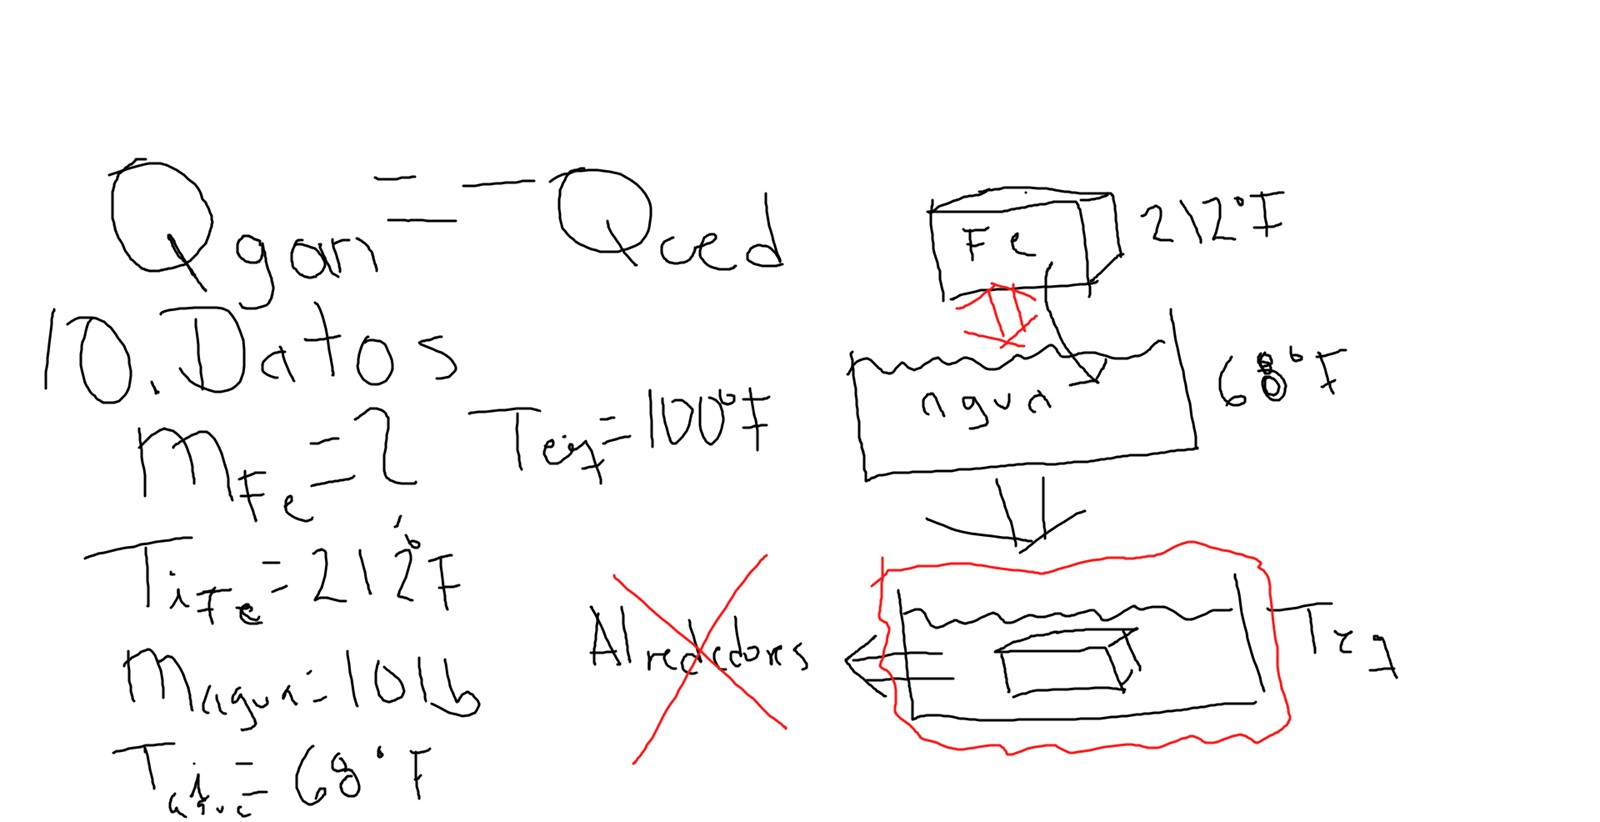 Qgan = -Qced
10. Datos
mFe = 2 Teq = 100°F
TiFe = 212°F
magua = 10 lb
Tagua = 68°F
Fe 212°F
agua 68°F
Alrededores
Teq